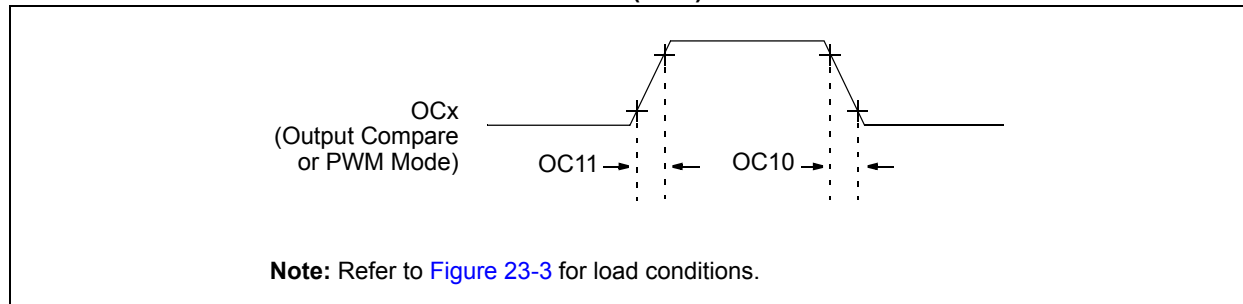 OCx
(Output Compare
or PWM Mode)
OC11
OC10
Note: Refer to Figure 23-3 for load conditions.